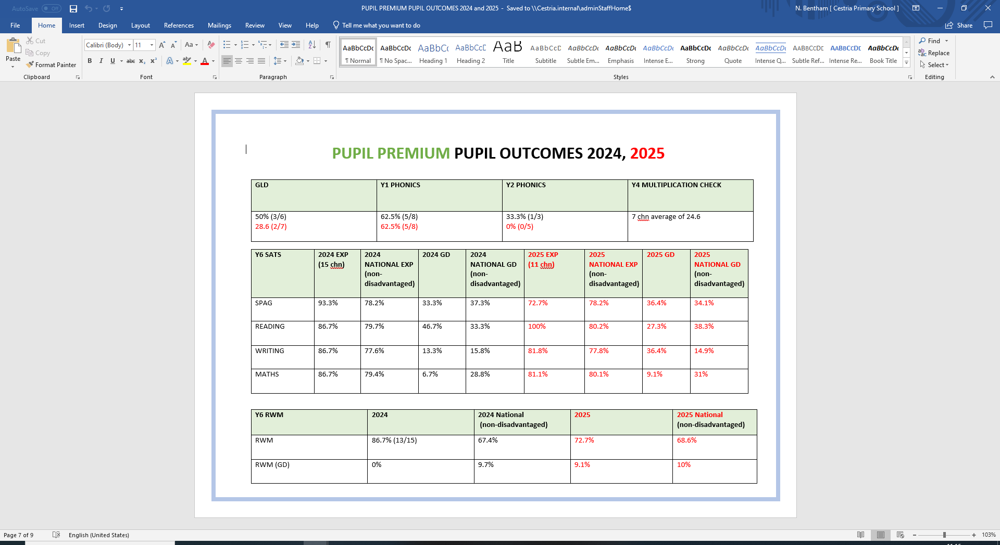 AutoSave Off
PUPIL PREMIUM PUPIL OUTCOMES 2024 and 2025 - Saved to \\Cestria.internal\adminStaffHome$
N. Bentham [ Cestria Primary School ]
File Home Insert Design Layout References Mailings Review View Help Tell me what you want to do Share
Paste
Cut
Copy
Format Painter
Clipboard
Calibri (Body) 11
Font
Paragraph
AaBbCcDc AaBbCcDc AaBbCc AaBbCcD AaB AaBbCcD AaBbCcDc AaBbCcDc AaBbCcDc AaBbCcDc AaBbCcDc AaBbCcDc AABBCCDE AABBCCDE AaBbCcDc
¶ Normal ¶ No Spac... Heading 1 Heading 2 Title Subtitle Subtle Em... Emphasis Intense E... Strong Quote Intense Q... Subtle Ref... Intense Re... Book Title
Styles
Find
Replace
Select
Editing
PUPIL PREMIUM PUPIL OUTCOMES 2024, 2025
GLD Y1 PHONICS Y2 PHONICS Y4 MULTIPLICATION CHECK
50% (3/6) 62.5% (5/8) 33.3% (1/3) 7 chn average of 24.6
28.6 (2/7) 62.5% (5/8) 0% (0/5)
Y6 SATS 2024 EXP 2024 2024 GD 2024 2025 EXP 2025 2025 GD 2025
(15 chn) NATIONAL EXP NATIONAL GD (11 chn) NATIONAL EXP NATIONAL GD
(non- (non- (non- (non-
disadvantaged) disadvantaged) disadvantaged) disadvantaged)
SPAG 93.3% 78.2% 33.3% 37.3% 72.7% 78.2% 36.4% 34.1%
READING 86.7% 79.7% 46.7% 33.3% 100% 80.2% 27.3% 38.3%
WRITING 86.7% 77.6% 13.3% 15.8% 81.8% 77.8% 36.4% 14.9%
MATHS 86.7% 79.4% 6.7% 28.8% 81.1% 80.1% 9.1% 31%
Y6 RWM 2024 2024 National 2025 2025 National
(non-disadvantaged) (non-disadvantaged)
RWM 86.7% (13/15) 67.4% 72.7% 68.6%
RWM (GD) 0% 9.7% 9.1% 10%
Page 7 of 9 English (United States) 103%